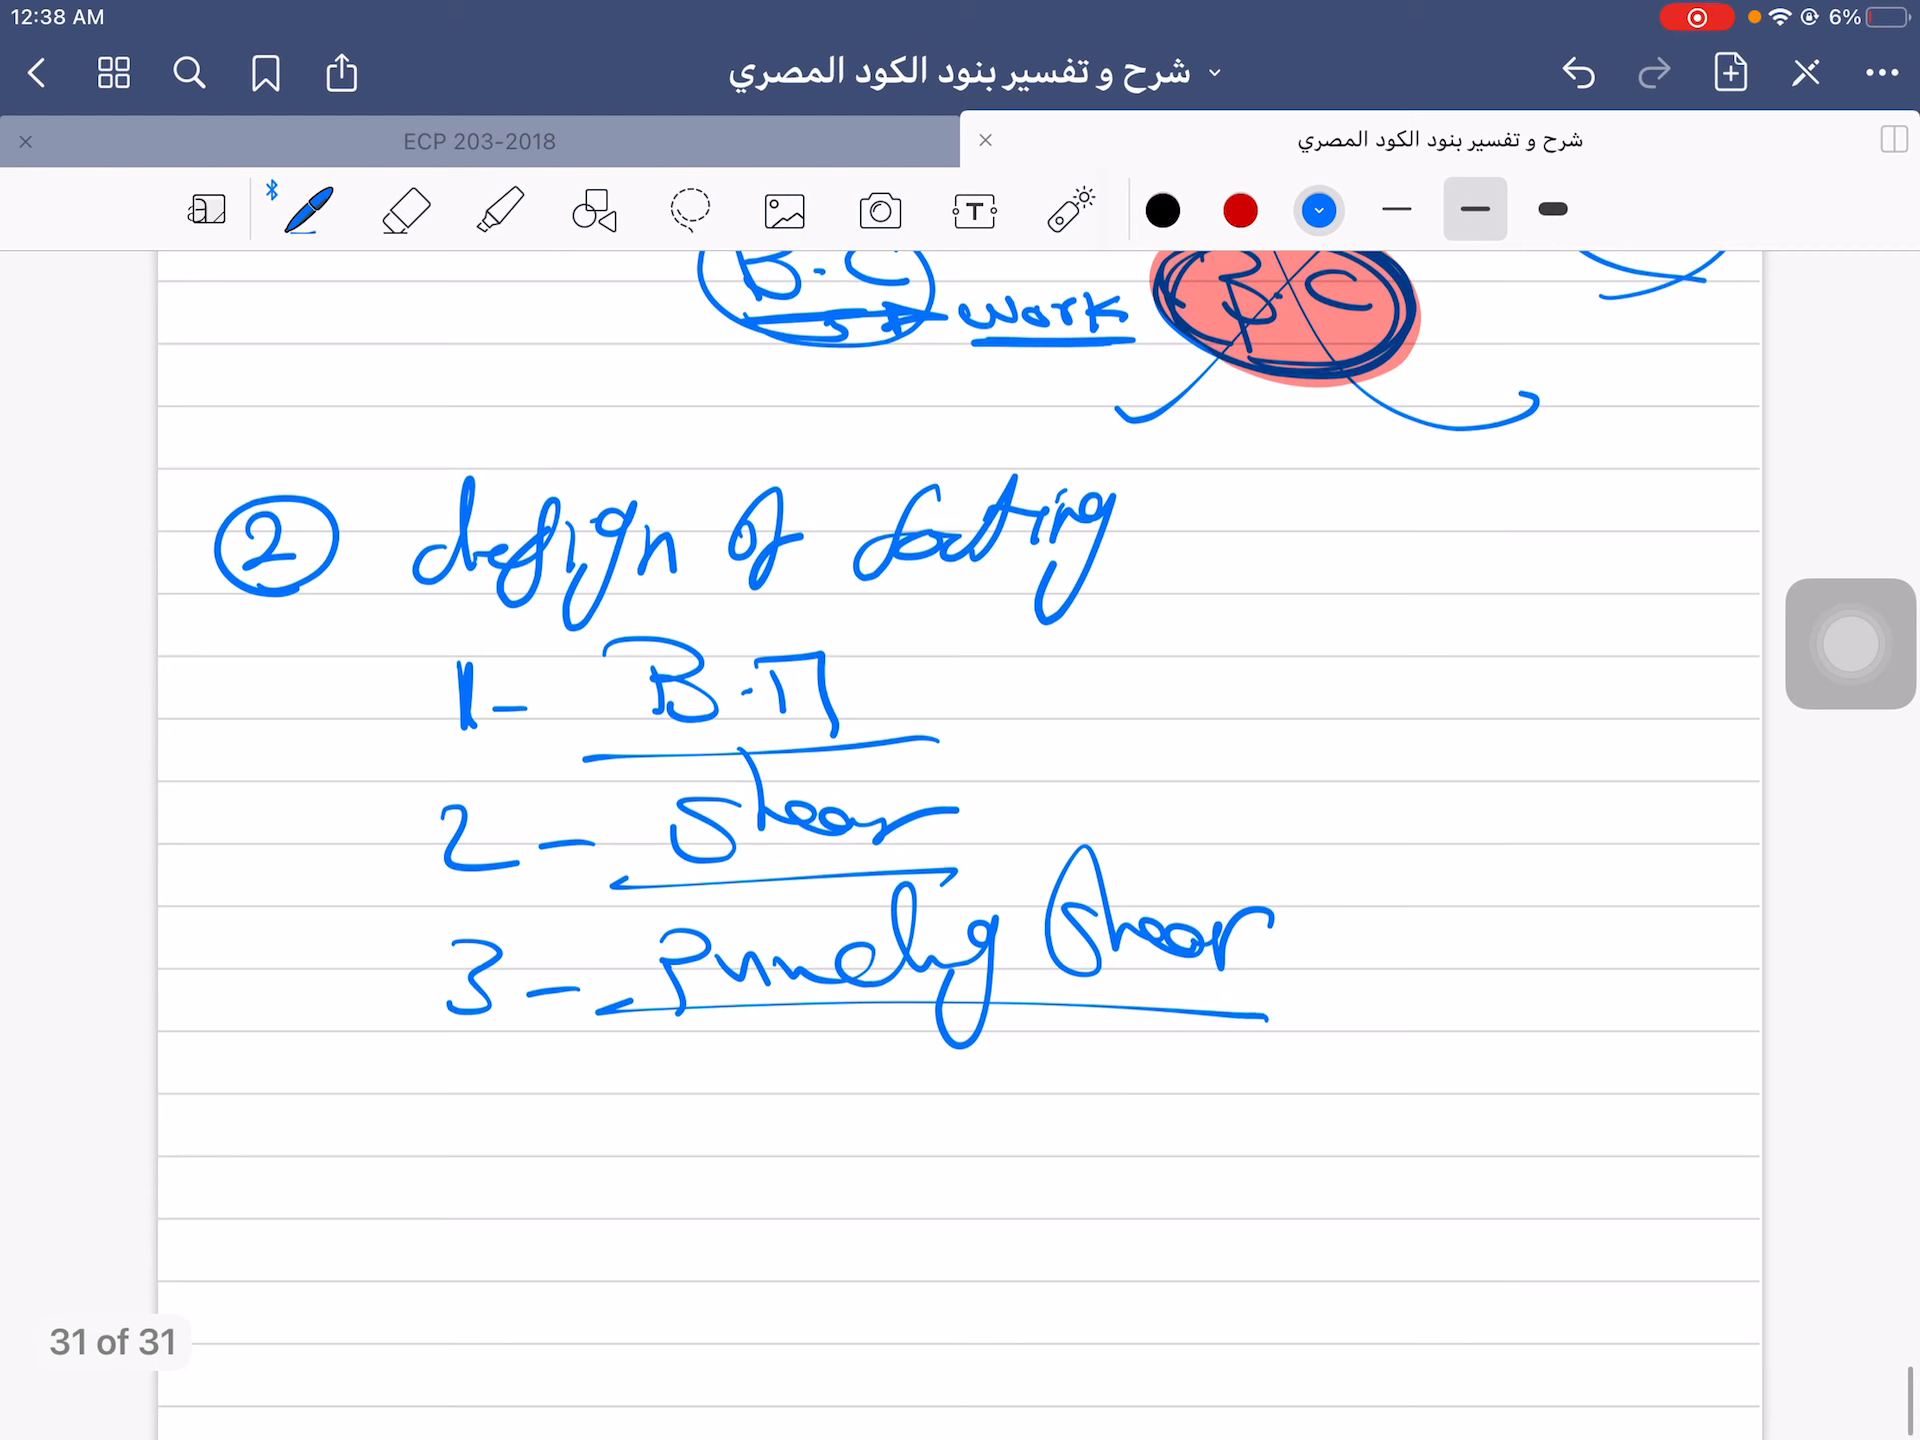 12:38 AM
6%
شرح و تفسير بنود الكود المصري
ECP 203-2018
شرح و تفسير بنود الكود المصري
B.C
work
B.C
2 design of footing
1- B.M
2- Shear
3- Punching Shear
31 of 31